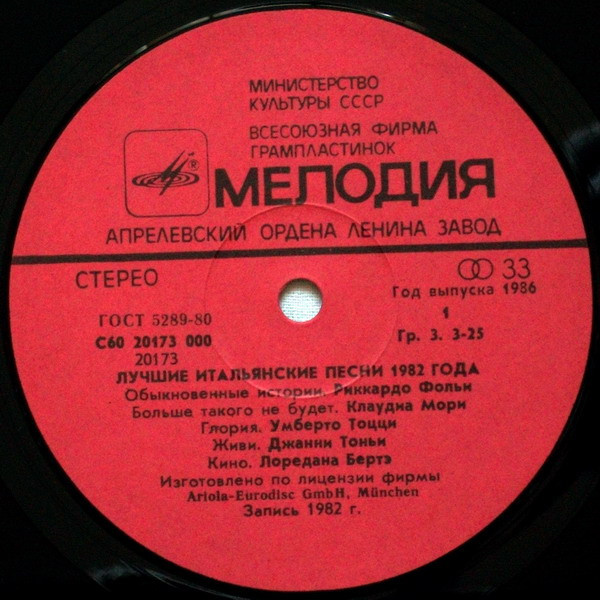 МИНИСТЕРСТВО
КУЛЬТУРЫ СССР
ВСЕСОЮЗНАЯ ФИРМА
ГРАМПЛАСТИНОК
®
МЕЛОДИЯ
АПРЕЛЕВСКИЙ ОРДЕНА ЛЕНИНА ЗАВОД
СТЕРЕО
33
Год выпуска 1986
ГОСТ 5289-80
1
С60 20173 000
Гр. 3. 3-25
20173
ЛУЧШИЕ ИТАЛЬЯНСКИЕ ПЕСНИ 1982 ГОДА
Обыкновенные истории. Риккардо Фольи
Больше такого не будет. Клаудиа Мори
Глория. Умберто Тоцци
Живи. Джанни Тоньи
Кино. Лоредана Бертэ
Изготовлено по лицензии фирмы
Ariola-Eurodisc GmbH, München
Запись 1982 г.